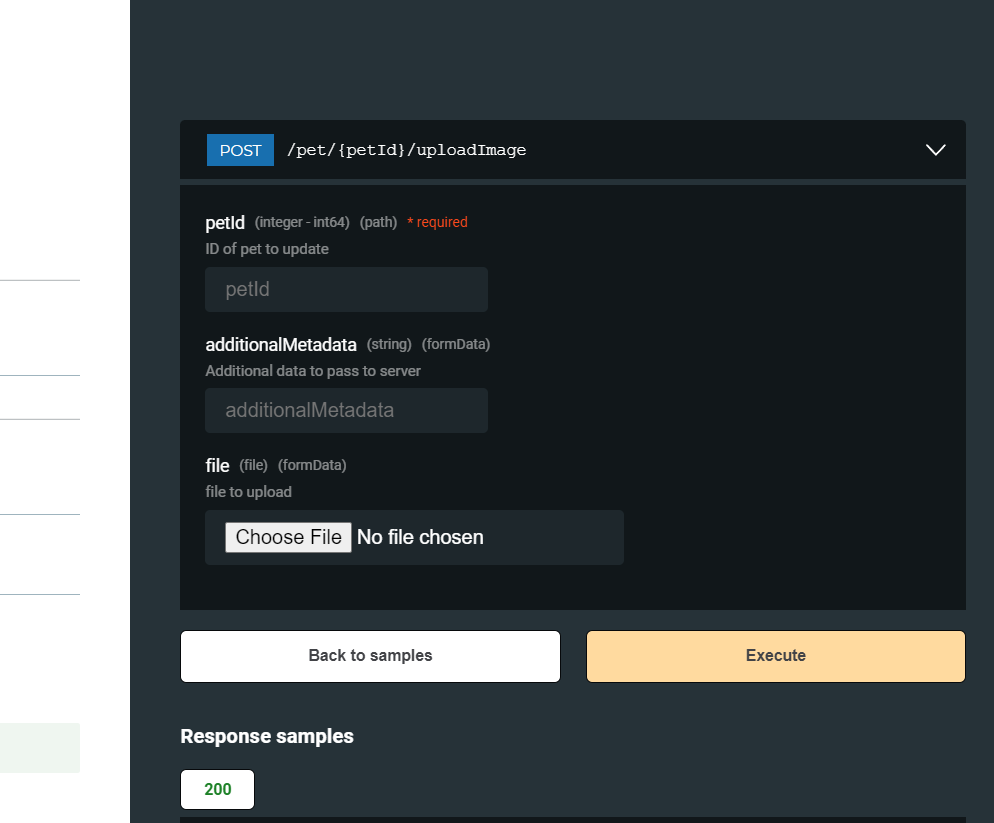 POST /pet/{petId}/uploadImage
petId (integer - int64) (path) * required
ID of pet to update
petId
additionalMetadata (string) (formData)
Additional data to pass to server
additionalMetadata
file (file) (formData)
file to upload
Choose File No file chosen
Back to samples Execute
Response samples
200